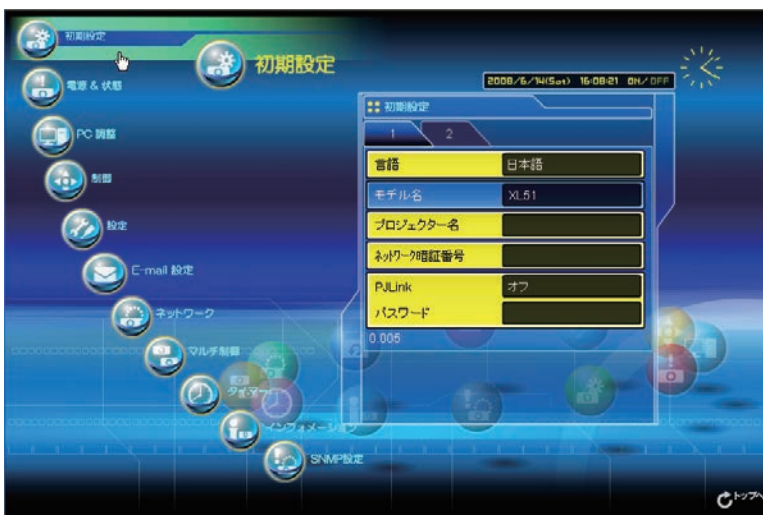 初期設定
電源 & 状態
PC 調整
制御
設定
E-mail 設定
ネットワーク
マルチ制御
タイマー
インフォメーション
SNMP設定
初期設定
2008/6/14(Sat) 16:08:21 ON/OFF
初期設定
1 2
言語 日本語
モデル名 XL51
プロジェクター名
ネットワーク暗証番号
PJLink オフ
パスワード
0.005
トップへ